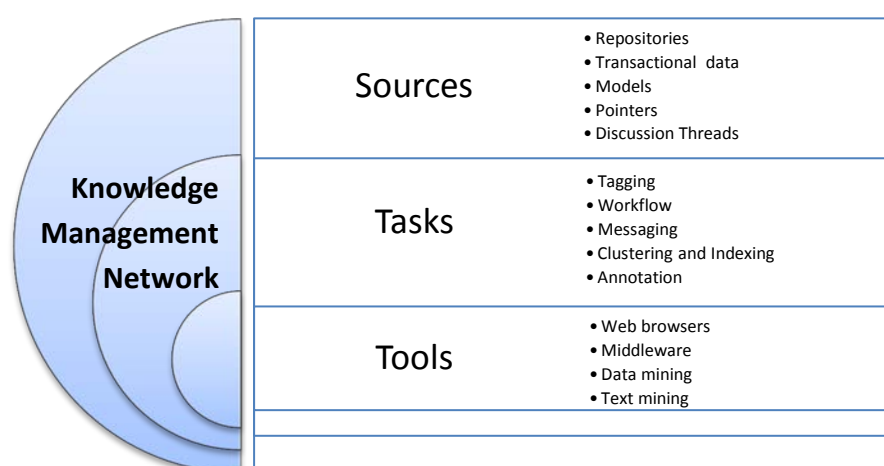 Knowledge
Management
Network
Sources
• Repositories
• Transactional data
• Models
• Pointers
• Discussion Threads
Tasks
• Tagging
• Workflow
• Messaging
• Clustering and Indexing
• Annotation
Tools
• Web browsers
• Middleware
• Data mining
• Text mining